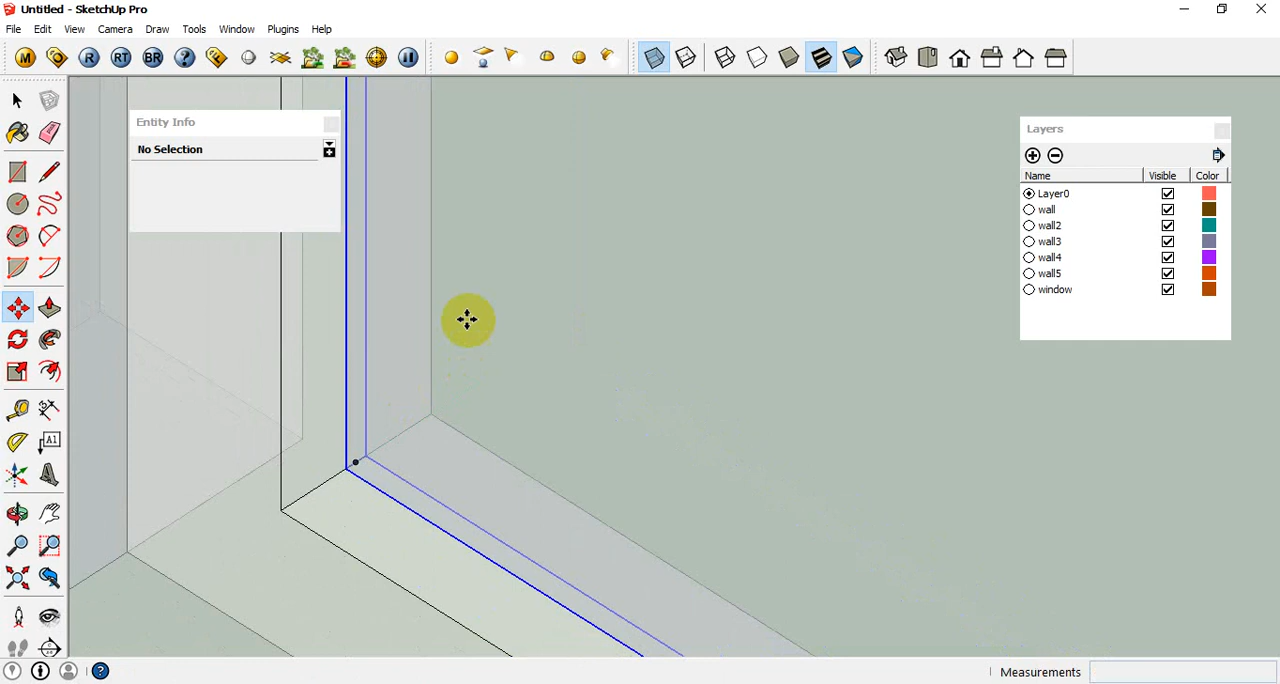 Untitled - SketchUp Pro
File Edit View Camera Draw Tools Window Plugins Help
M R RT BR ? F
Entity Info
No Selection
Layers
Name Visible Color
Layer0
wall
wall2
wall3
wall4
wall5
window
A1
Measurements